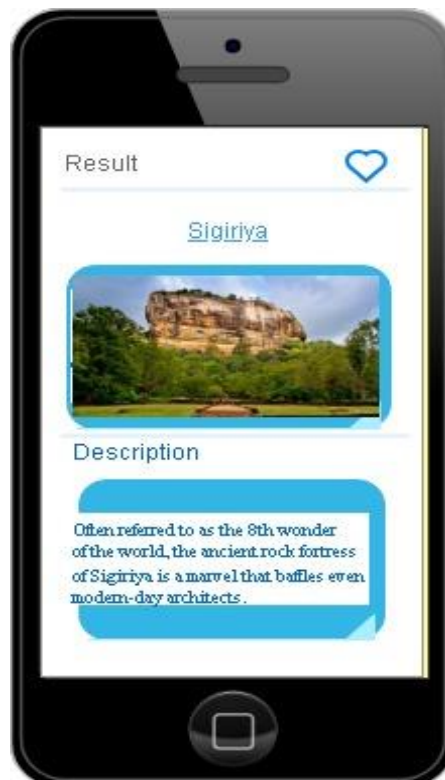 Result
Sigiriya
Description
Often referred to as the 8th wonder
of the world, the ancient rock fortress
of Sigiriya is a marvel that baffles even
modern-day architects.